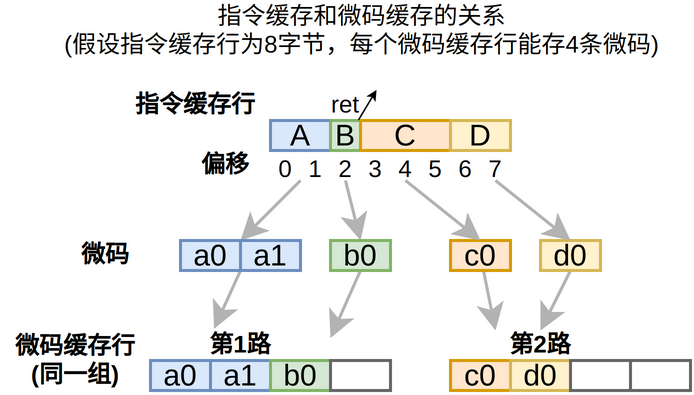 指令缓存和微码缓存的关系
(假设指令缓存行为8字节，每个微码缓存行能存4条微码)
ret
指令缓存行 A B C D
偏移 0 1 2 3 4 5 6 7
微码 a0 a1 b0 c0 d0
第1路 第2路
微码缓存行
(同一组)
a0 a1 b0 c0 d0